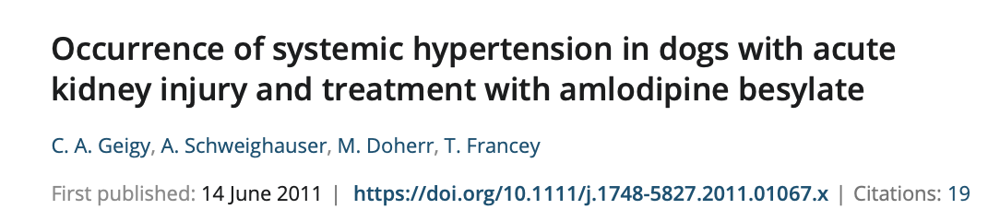 Occurrence of systemic hypertension in dogs with acute
kidney injury and treatment with amlodipine besylate
C. A. Geigy, A. Schweighauser, M. Doherr, T. Francey
First published: 14 June 2011 | https://doi.org/10.1111/j.1748-5827.2011.01067.x | Citations: 19